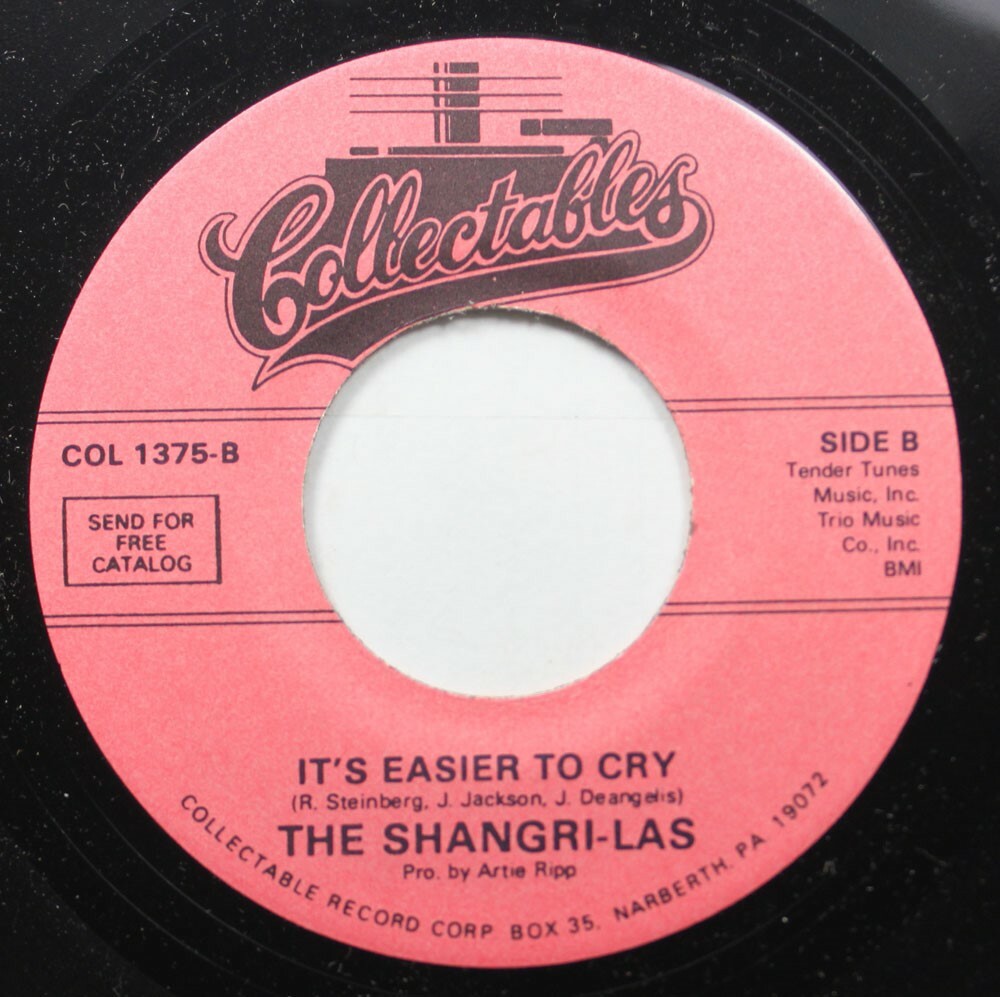 Collectables
COL 1375-B
SEND FOR
FREE
CATALOG
SIDE B
Tender Tunes
Music, Inc.
Trio Music
Co., Inc.
BMI
IT'S EASIER TO CRY
(R. Steinberg, J. Jackson, J. Deangelis)
THE SHANGRI-LAS
Pro. by Artie Ripp
COLLECTABLE RECORD CORP BOX 35, NARBERTH, PA 19072